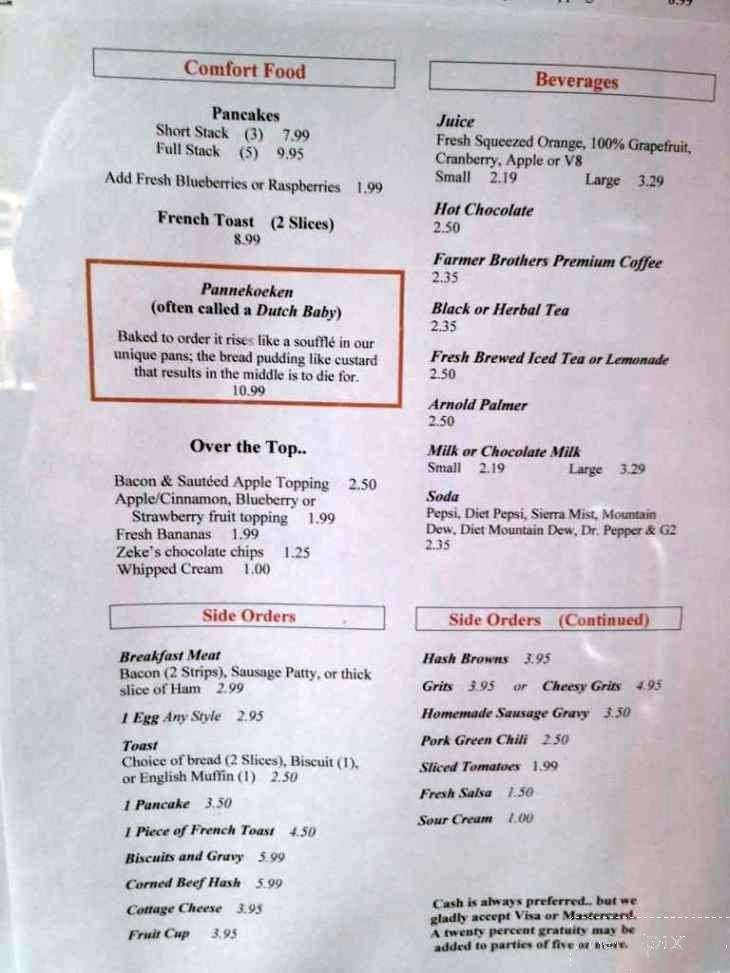 8.99
Comfort Food
Pancakes
Short Stack (3) 7.99
Full Stack (5) 9.95
Add Fresh Blueberries or Raspberries 1.99
French Toast (2 Slices)
8.99
Pannekoeken
(often called a Dutch Baby)
Baked to order it rises like a soufflé in our
unique pans; the bread pudding like custard
that results in the middle is to die for.
10.99
Over the Top..
Bacon & Sautéed Apple Topping 2.50
Apple/Cinnamon, Blueberry or
Strawberry fruit topping 1.99
Fresh Bananas 1.99
Zeke's chocolate chips 1.25
Whipped Cream 1.00
Beverages
Juice
Fresh Squeezed Orange, 100% Grapefruit,
Cranberry, Apple or V8
Small 2.19 Large 3.29
Hot Chocolate
2.50
Farmer Brothers Premium Coffee
2.35
Black or Herbal Tea
2.35
Fresh Brewed Iced Tea or Lemonade
2.50
Arnold Palmer
2.50
Milk or Chocolate Milk
Small 2.19 Large 3.29
Soda
Pepsi, Diet Pepsi, Sierra Mist, Mountain
Dew, Diet Mountain Dew, Dr. Pepper & G2
2.35
Side Orders
Breakfast Meat
Bacon (2 Strips), Sausage Patty, or thick
slice of Ham 2.99
1 Egg Any Style 2.95
Toast
Choice of bread (2 Slices), Biscuit (1),
or English Muffin (1) 2.50
1 Pancake 3.50
1 Piece of French Toast 4.50
Biscuits and Gravy 5.99
Corned Beef Hash 5.99
Cottage Cheese 3.95
Fruit Cup 3.95
Side Orders (Continued)
Hash Browns 3.95
Grits 3.95 or Cheesy Grits 4.95
Homemade Sausage Gravy 3.50
Pork Green Chili 2.50
Sliced Tomatoes 1.99
Fresh Salsa 1.50
Sour Cream 1.00
Cash is always preferred.. but we
gladly accept Visa or Mastercard.
A twenty percent gratuity may be
added to parties of five or more.